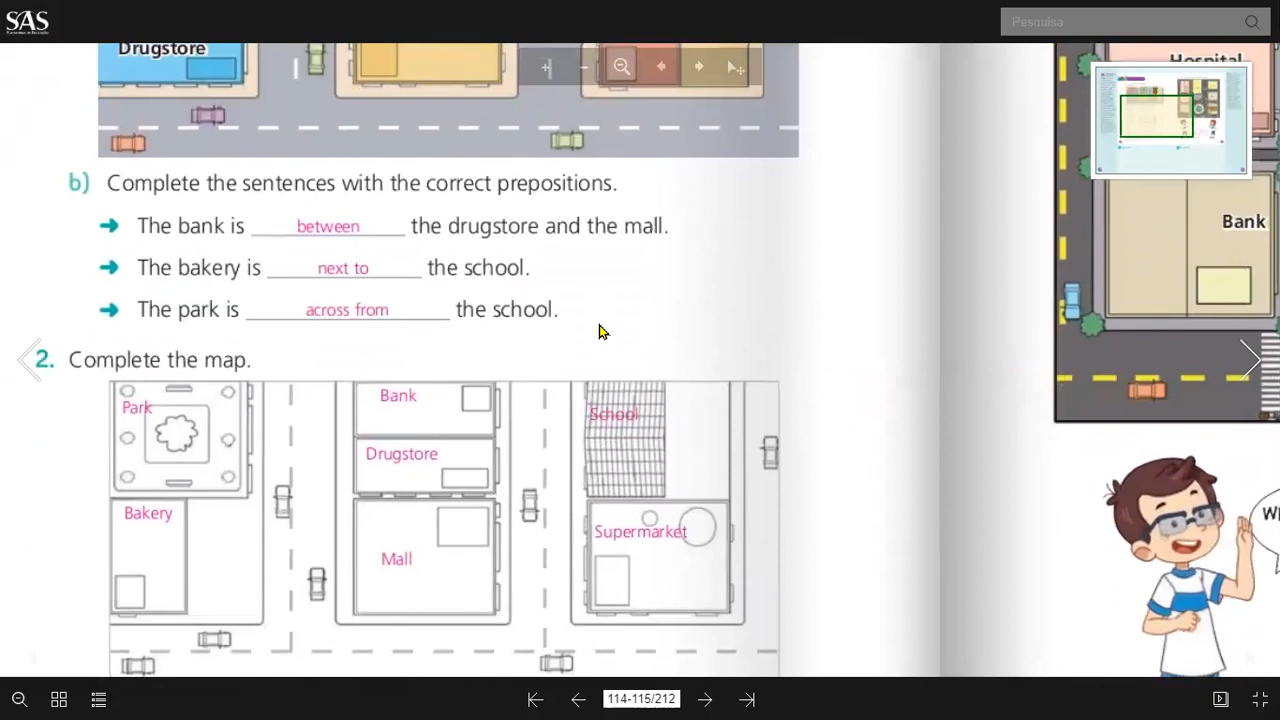 SAS
Pesquisa
Drugstore
Hospital
b) Complete the sentences with the correct prepositions.
➜ The bank is between the drugstore and the mall.
➜ The bakery is next to the school.
➜ The park is across from the school.
Bank
2. Complete the map.
Park
Bank
School
Drugstore
Bakery
Supermarket
Mall
114-115/212